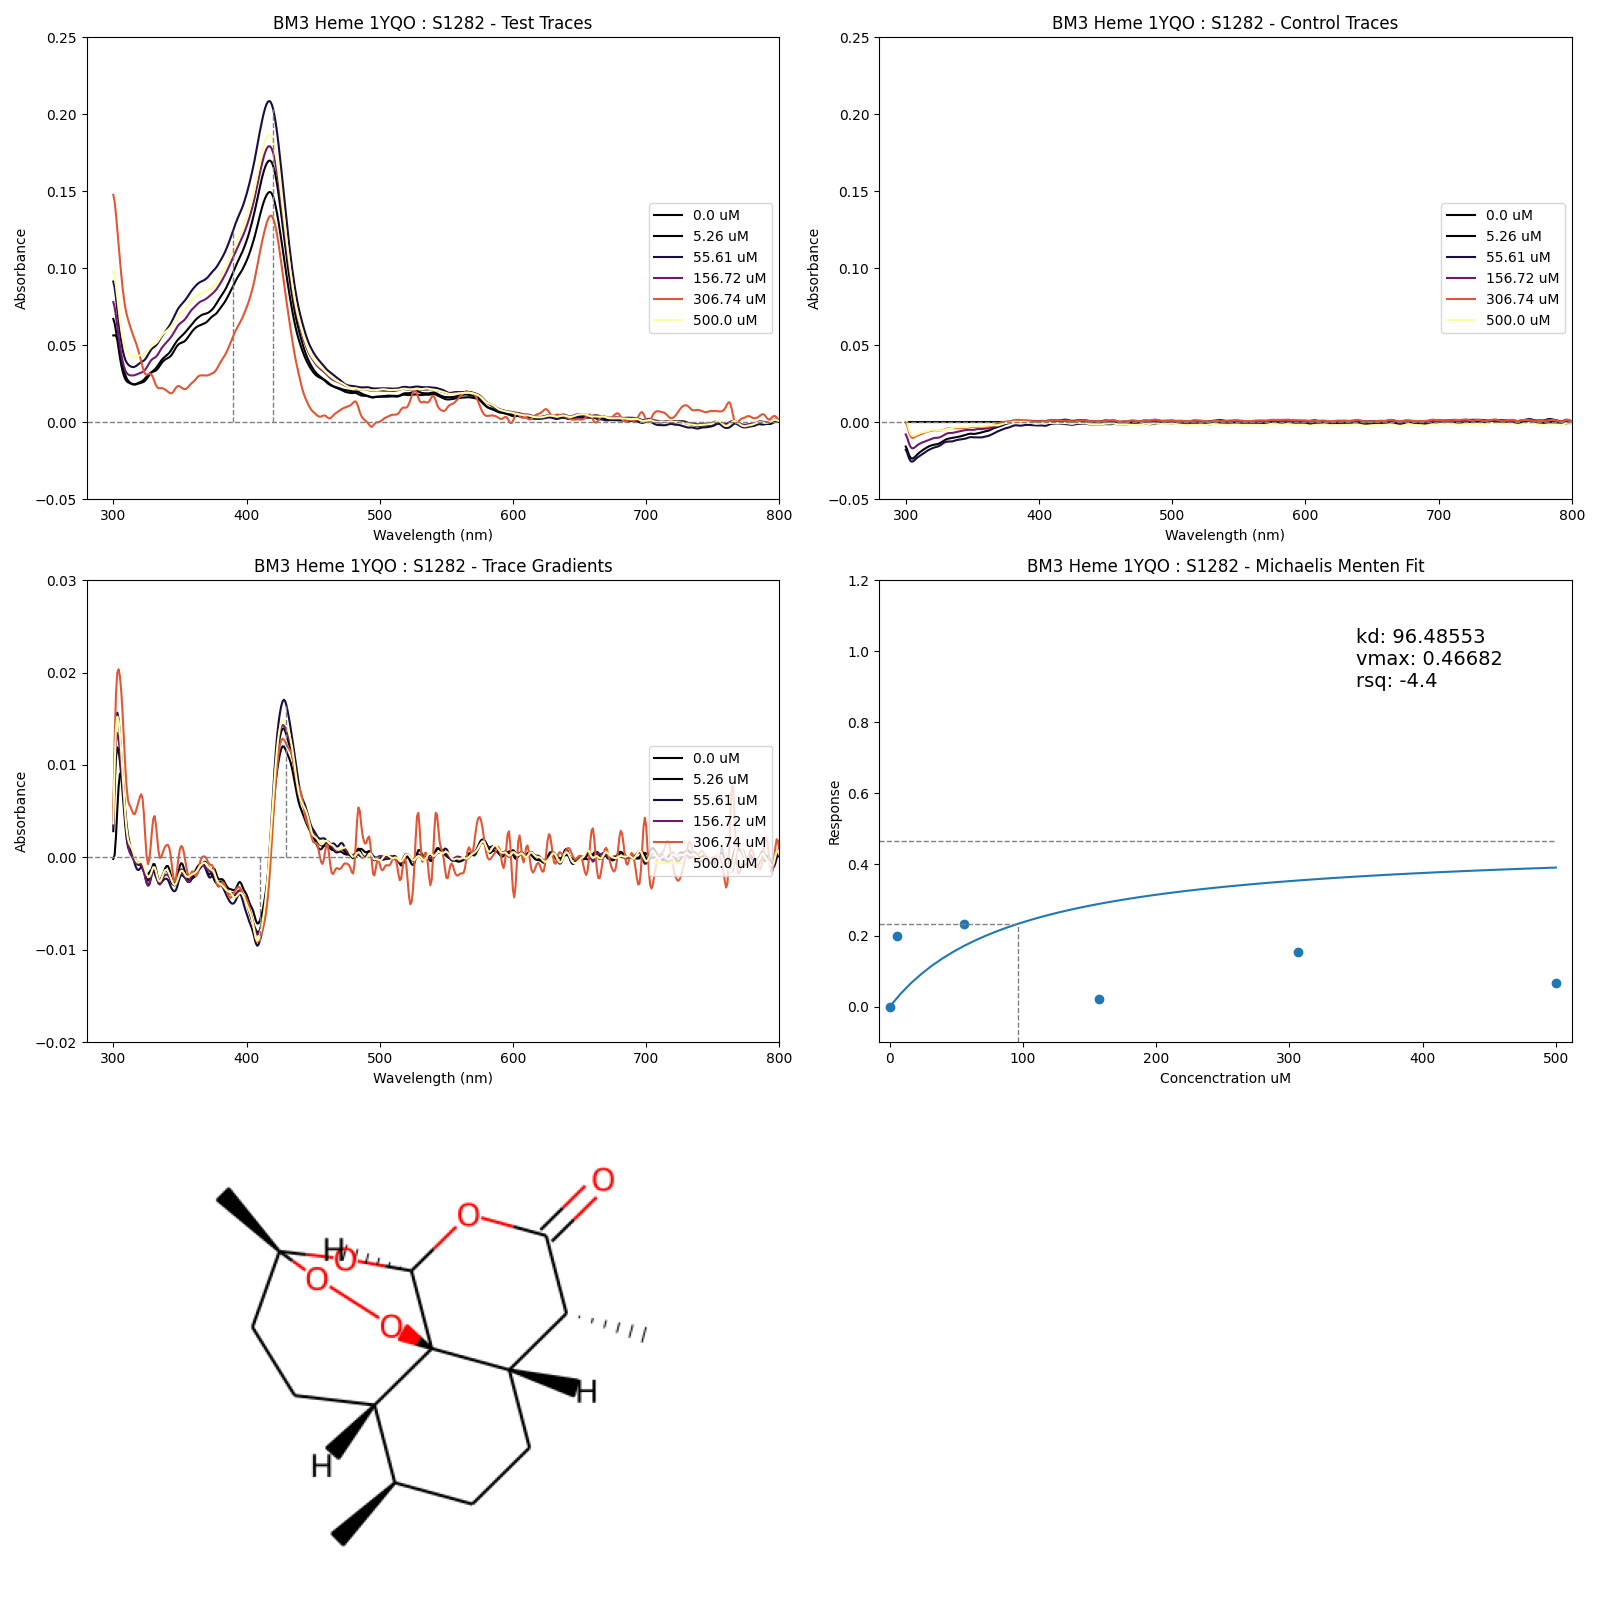 BM3 Heme 1YQO : S1282 - Test Traces
0.25
0.20
0.15
0.10
0.05
0.00
−0.05
Absorbance
0.0 uM
5.26 uM
55.61 uM
156.72 uM
306.74 uM
500.0 uM
300 400 500 600 700 800
Wavelength (nm)
BM3 Heme 1YQO : S1282 - Control Traces
0.25
0.20
0.15
0.10
0.05
0.00
−0.05
Absorbance
0.0 uM
5.26 uM
55.61 uM
156.72 uM
306.74 uM
500.0 uM
300 400 500 600 700 800
Wavelength (nm)
BM3 Heme 1YQO : S1282 - Trace Gradients
0.03
0.02
0.01
0.00
−0.01
−0.02
Absorbance
0.0 uM
5.26 uM
55.61 uM
156.72 uM
306.74 uM
500.0 uM
300 400 500 600 700 800
Wavelength (nm)
BM3 Heme 1YQO : S1282 - Michaelis Menten Fit
1.2
1.0
0.8
0.6
0.4
0.2
0.0
Response
kd: 96.48553
vmax: 0.46682
rsq: -4.4
0 100 200 300 400 500
Concenctration uM
O
O
H
O
O
O
H
H